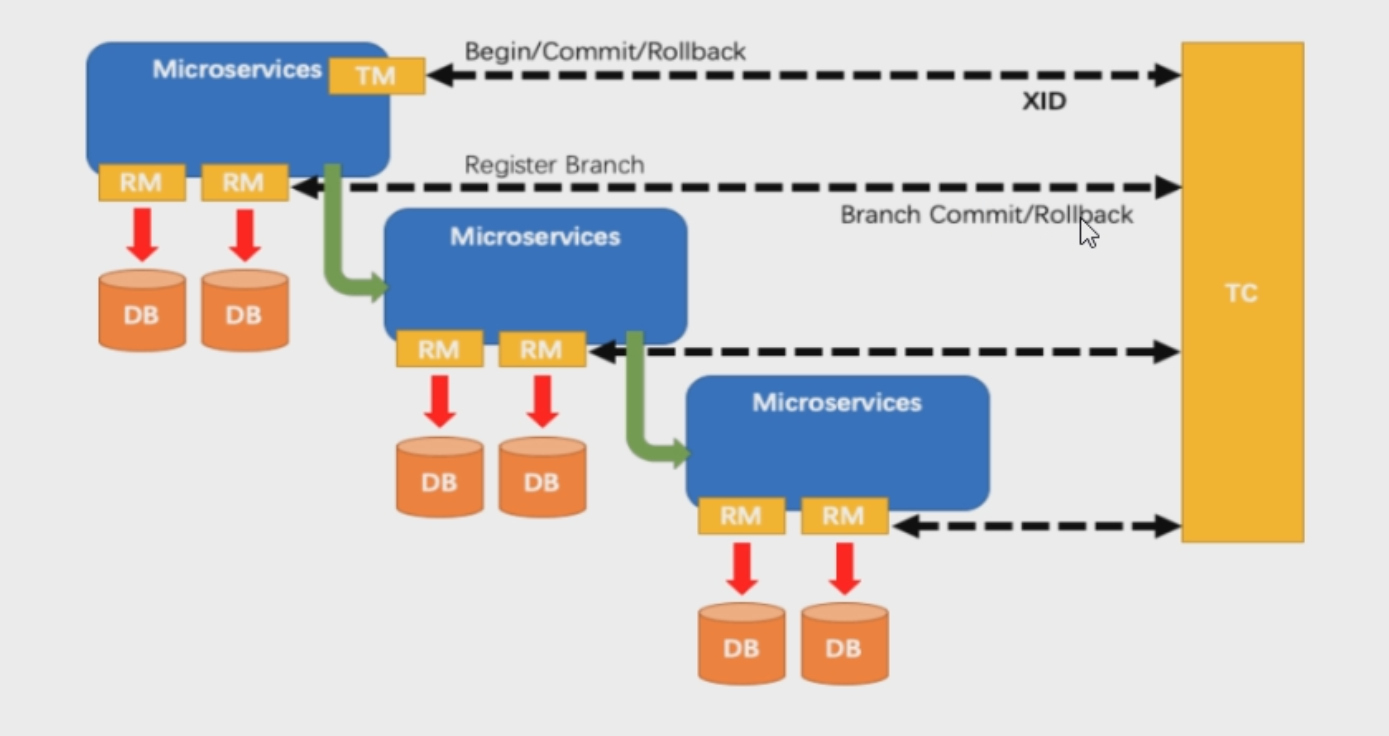 Begin/Commit/Rollback
Microservices
TM
XID
Register Branch
RM
RM
Branch Commit/Rollback
Microservices
DB
DB
TC
RM
RM
Microservices
DB
DB
RM
RM
DB
DB